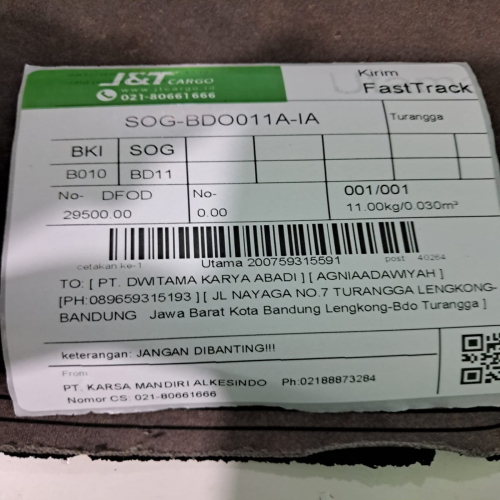 J&T CARGO
www.jtcargo.id
021-80661666
Kirim
Utama
FastTrack
SOG-BDO011A-IA
Turangga
BKI SOG
B010 BD11
No- DFOD No- 001/001
29500.00 0.00 11.00kg/0.030m³
cetakan ke-1 Utama 200759315591 post 40264
TO: [ PT. DWITAMA KARYA ABADI ] [ AGNIAADAWIYAH ]
[PH:089659315193 ] [ JL NAYAGA NO.7 TURANGGA LENGKONG-
BANDUNG Jawa Barat Kota Bandung Lengkong-Bdo Turangga ]
keterangan: JANGAN DIBANTING!!!
From
PT. KARSA MANDIRI ALKESINDO Ph:02188873284
Nomor CS: 021-80661666